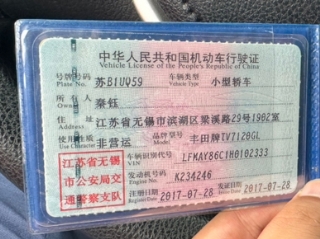 中华人民共和国机动车行驶证
Vehicle License of the People's Republic of China
号牌号码 苏B1UQ59 车辆类型 小型轿车
Plate No. Vehicle Type
所有人 秦钰
Owner
住址 江苏省无锡市滨湖区梁溪路29号1902室
Address
使用性质 非营运 品牌型号 丰田牌TV7120GL
Use Character Model
江苏省无锡
市公安局交
通警察支队
车辆识别代号 LFMAY86C1H0102333
VIN
发动机号码 K234246
Engine No.
注册日期 2017-07-28 发证日期 2017-07-28
Register Date Issue Date